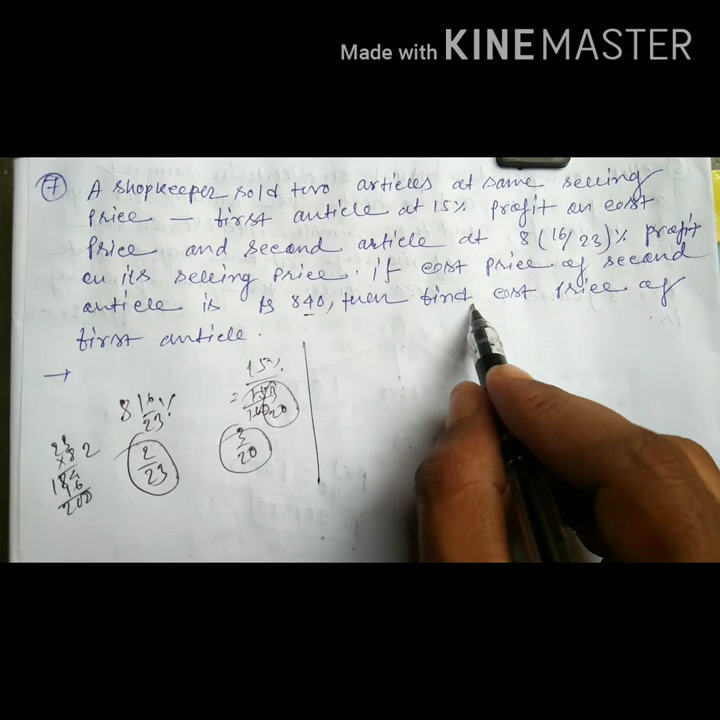 Made with KINEMASTER
7 A shopkeeper sold two articles at same selling
price — first article at 15% profit on cost
price and second article at 8 (16/23)% profit
on its selling price. If cost price of second
article is Rs 840, then find cost price of
first article.
→ 15%
8 16/23 %
3/20
2/23
23
200